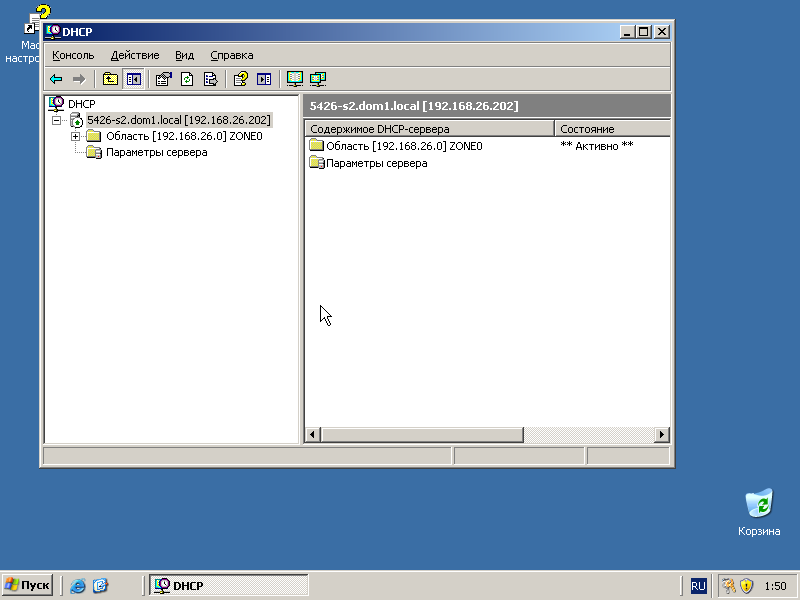 Мас
настро
DHCP
Консоль Действие Вид Справка
DHCP
5426-s2.dom1.local [192.168.26.202]
Область [192.168.26.0] ZONE0
Параметры сервера
5426-s2.dom1.local [192.168.26.202]
Содержимое DHCP-сервера Состояние
Область [192.168.26.0] ZONE0 ** Активно **
Параметры сервера
Корзина
Пуск DHCP RU 1:50